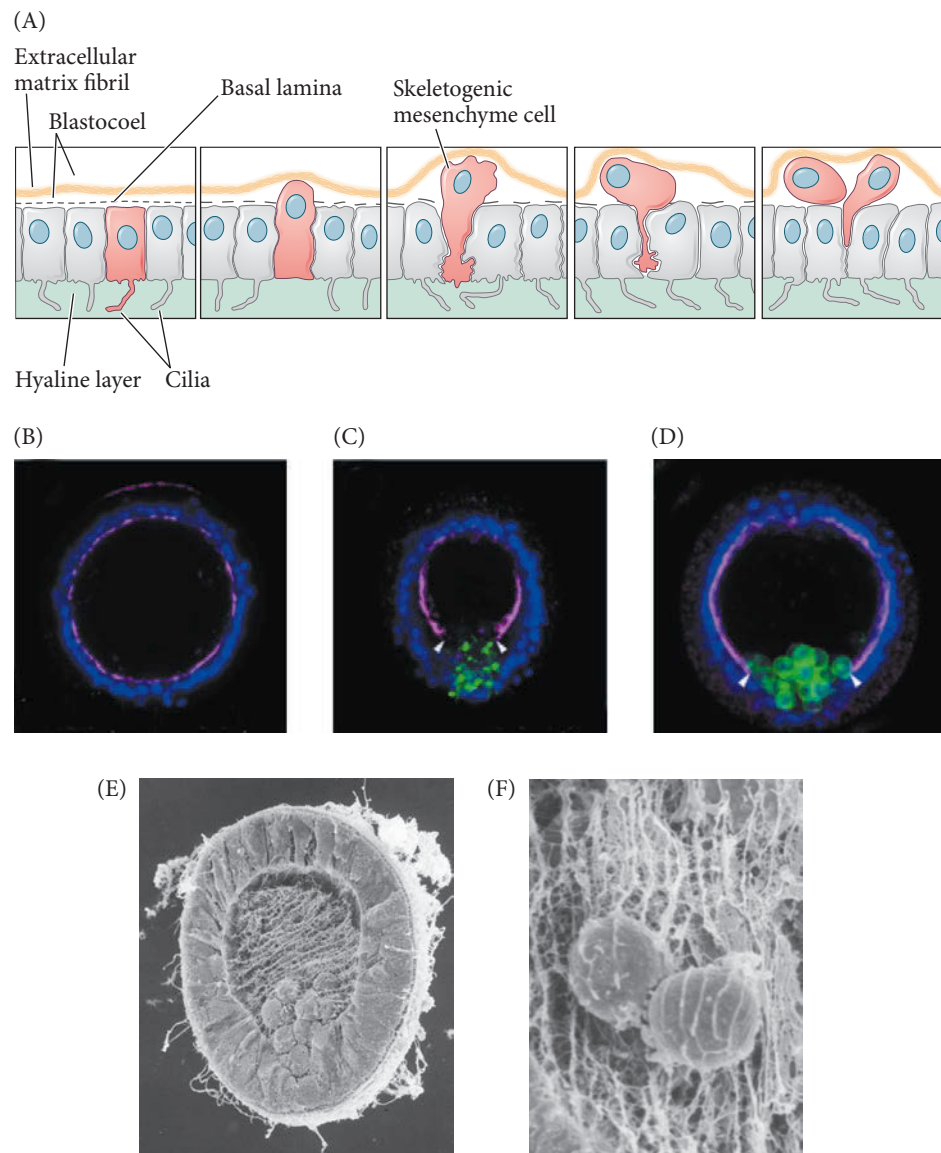 (A)
Extracellular
matrix fibril
Blastocoel
Basal lamina
Skeletogenic
mesenchyme cell
Hyaline layer
Cilia
(B)
(C)
(D)
(E)
(F)